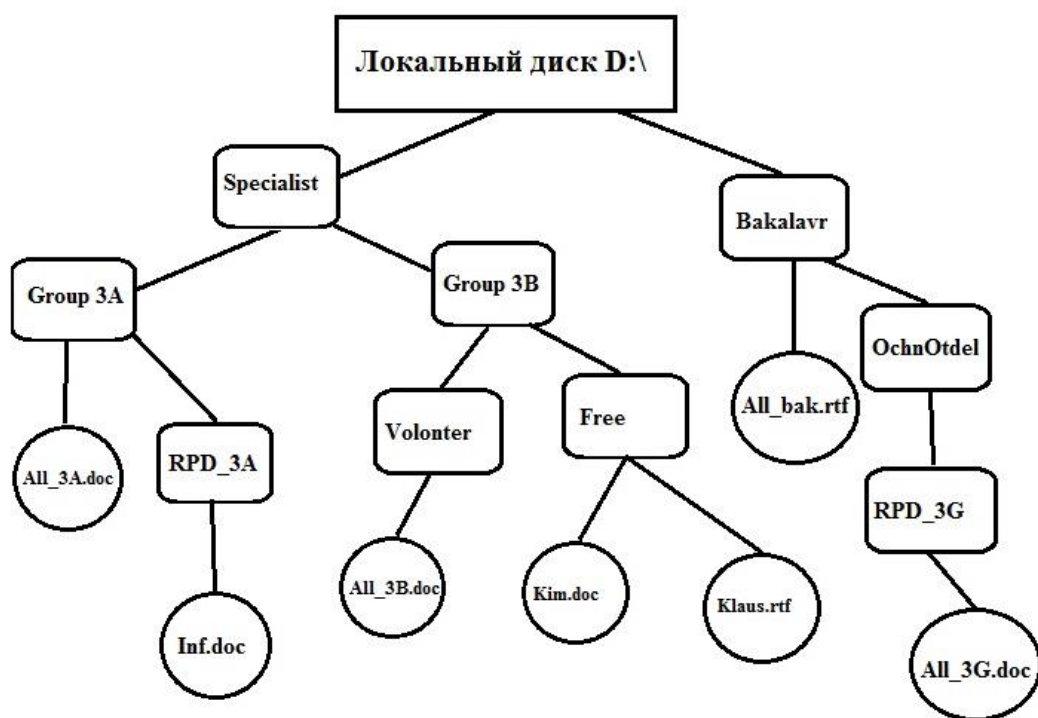 Локальный диск D:\
Specialist
Bakalavr
Group 3A
Group 3B
OchnOtdel
All_bak.rtf
Volonter
Free
RPD_3A
All_3A.doc
RPD_3G
All_3B.doc
Kim.doc
Klaus.rtf
Inf.doc
All_3G.doc